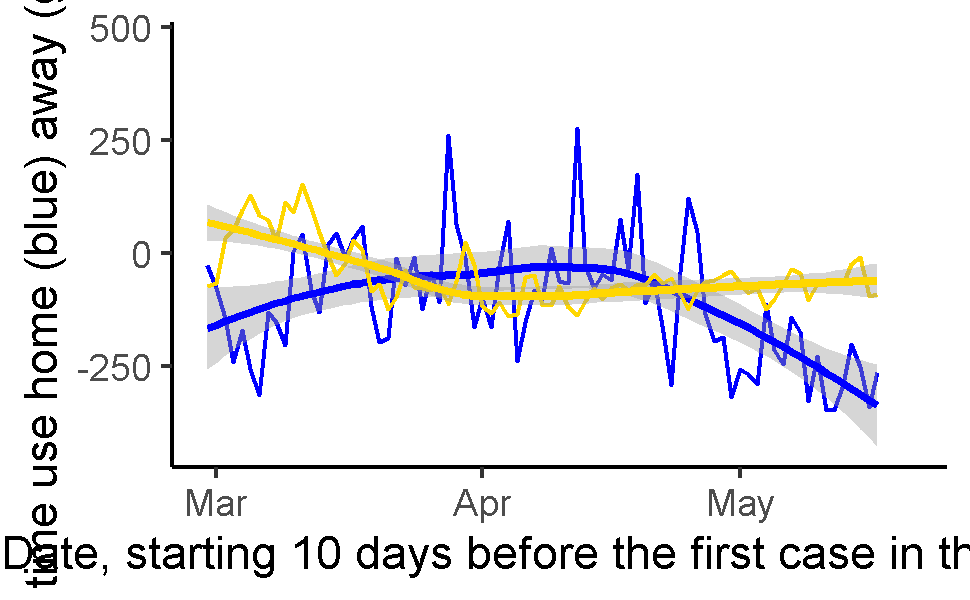 time use home (blue) away (
500
250
0
-250
Mar Apr May
Date, starting 10 days before the first case in th